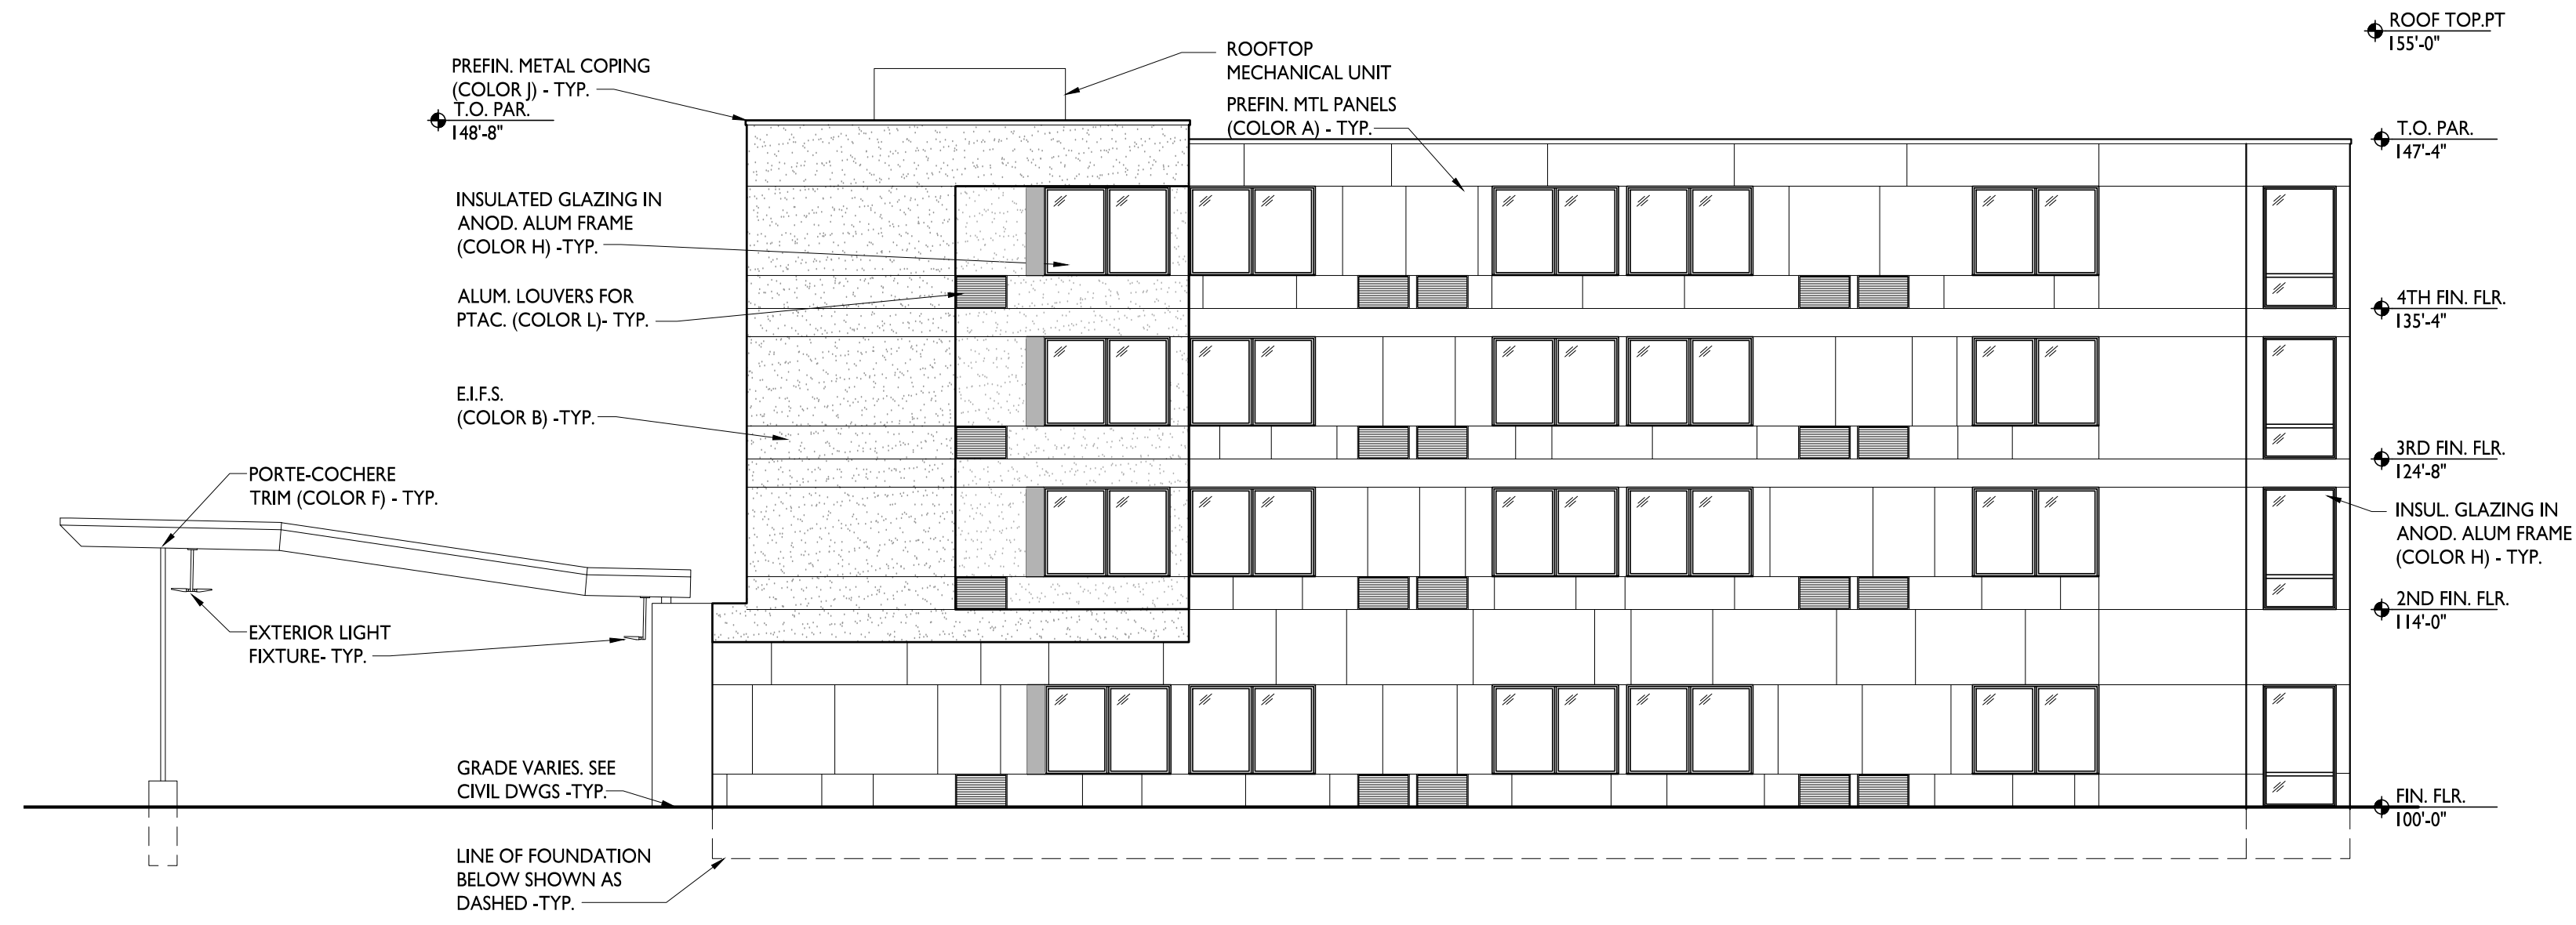 ROOF TOP.PT
155'-0"
ROOFTOP
MECHANICAL UNIT
PREFIN. METAL COPING
(COLOR J) - TYP.
T.O. PAR.
148'-8"
PREFIN. MTL PANELS
(COLOR A) - TYP.
T.O. PAR.
147'-4"
INSULATED GLAZING IN
ANOD. ALUM FRAME
(COLOR H) -TYP.
ALUM. LOUVERS FOR
PTAC. (COLOR L)- TYP.
4TH FIN. FLR.
135'-4"
E.I.F.S.
(COLOR B) -TYP.
3RD FIN. FLR.
124'-8"
PORTE-COCHERE
TRIM (COLOR F) - TYP.
INSUL. GLAZING IN
ANOD. ALUM FRAME
(COLOR H) - TYP.
2ND FIN. FLR.
114'-0"
EXTERIOR LIGHT
FIXTURE- TYP.
GRADE VARIES. SEE
CIVIL DWGS -TYP.
FIN. FLR.
100'-0"
LINE OF FOUNDATION
BELOW SHOWN AS
DASHED -TYP.